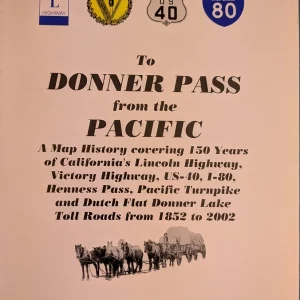 L
HIGHWAY
V
US
40
80
To
DONNER PASS
from the
PACIFIC
A Map History covering 150 Years
of California's Lincoln Highway,
Victory Highway, US-40, I-80,
Henness Pass, Pacific Turnpike
and Dutch Flat Donner Lake
Toll Roads from 1852 to 2002